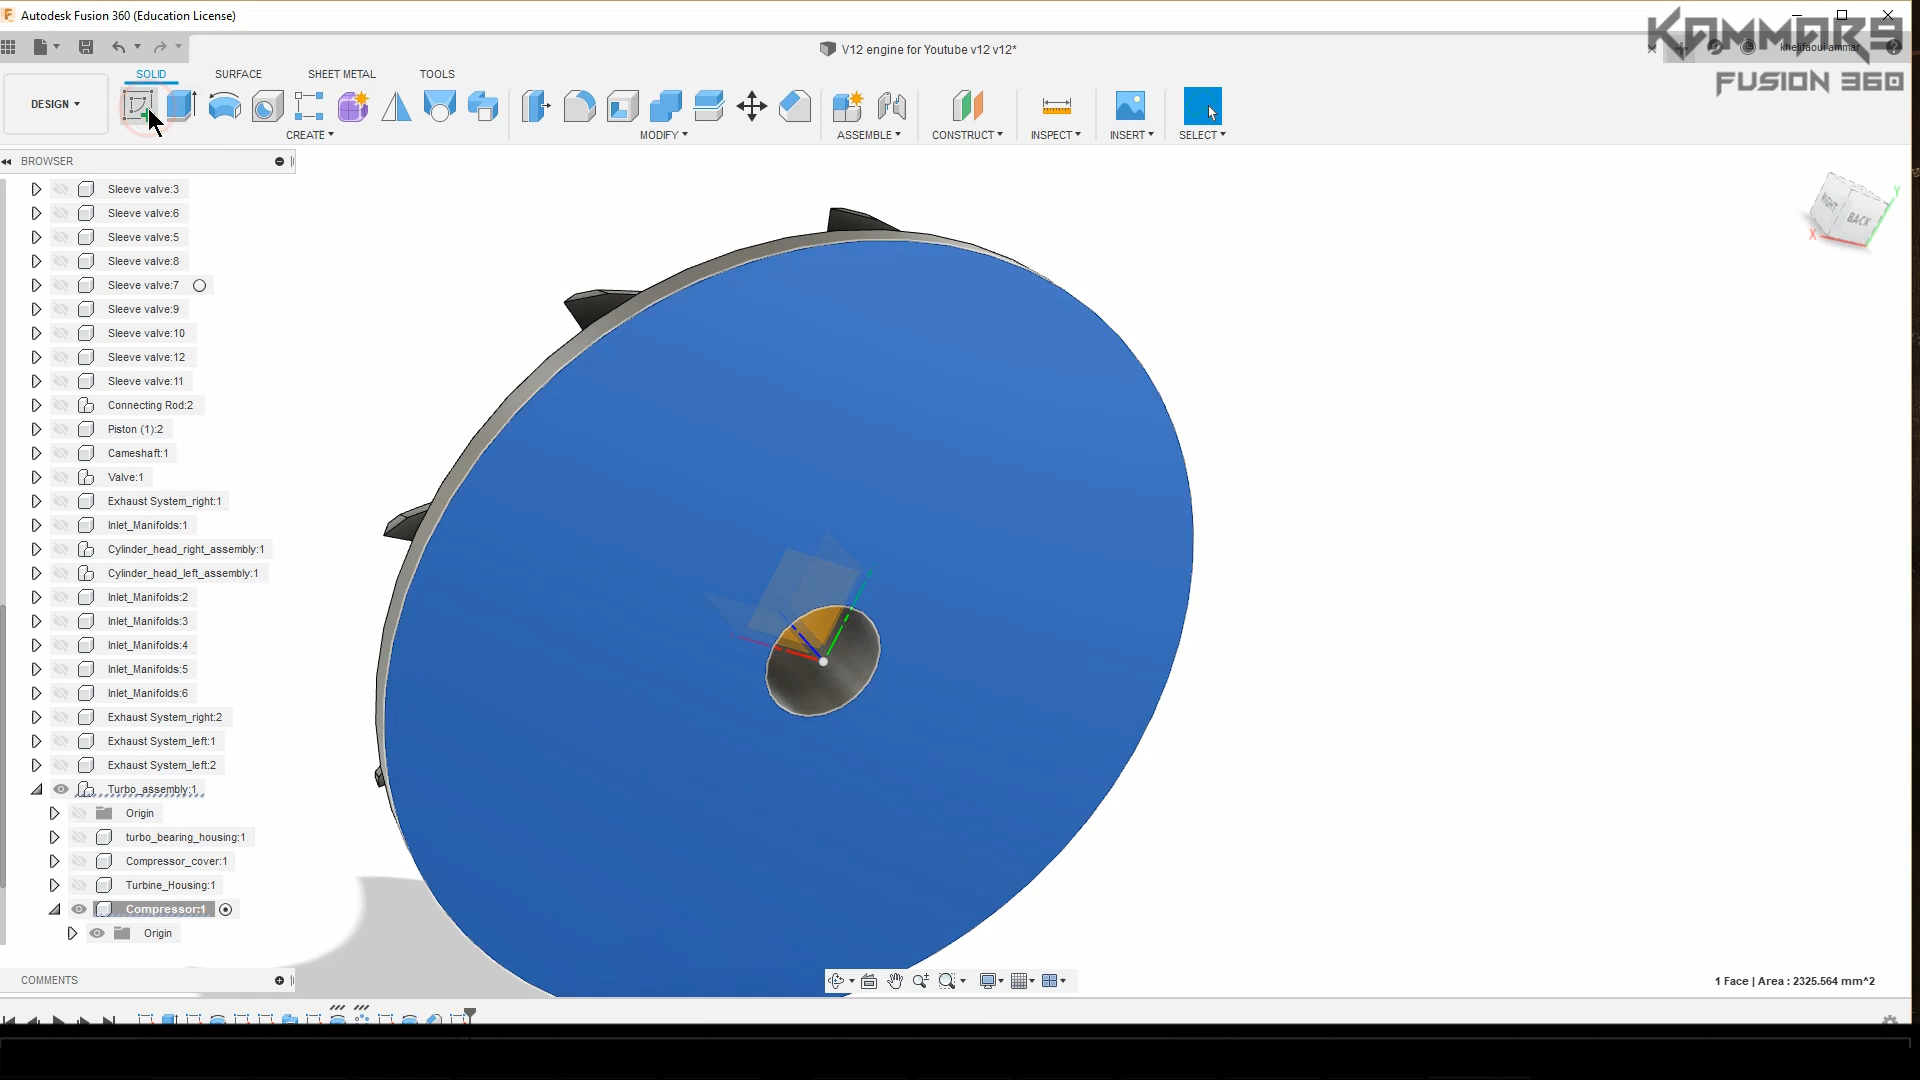 Autodesk Fusion 360 (Education License)
KAMMARS
FUSION 360
V12 engine for Youtube v12 v12*
khelifaoui ammar
DESIGN
SOLID
SURFACE
SHEET METAL
TOOLS
CREATE
MODIFY
ASSEMBLE
CONSTRUCT
INSPECT
INSERT
SELECT
BROWSER
Sleeve valve:3
Sleeve valve:6
Sleeve valve:5
Sleeve valve:8
Sleeve valve:7
Sleeve valve:9
Sleeve valve:10
Sleeve valve:12
Sleeve valve:11
Connecting Rod:2
Piston (1):2
Cameshaft:1
Valve:1
Exhaust System_right:1
Inlet_Manifolds:1
Cylinder_head_right_assembly:1
Cylinder_head_left_assembly:1
Inlet_Manifolds:2
Inlet_Manifolds:3
Inlet_Manifolds:4
Inlet_Manifolds:5
Inlet_Manifolds:6
Exhaust System_right:2
Exhaust System_left:1
Exhaust System_left:2
Turbo_assembly:1
Origin
turbo_bearing_housing:1
Compressor_cover:1
Turbine_Housing:1
Compressor:1
Origin
COMMENTS
RIGHT
BACK
X
Y
1 Face | Area : 2325.564 mm^2